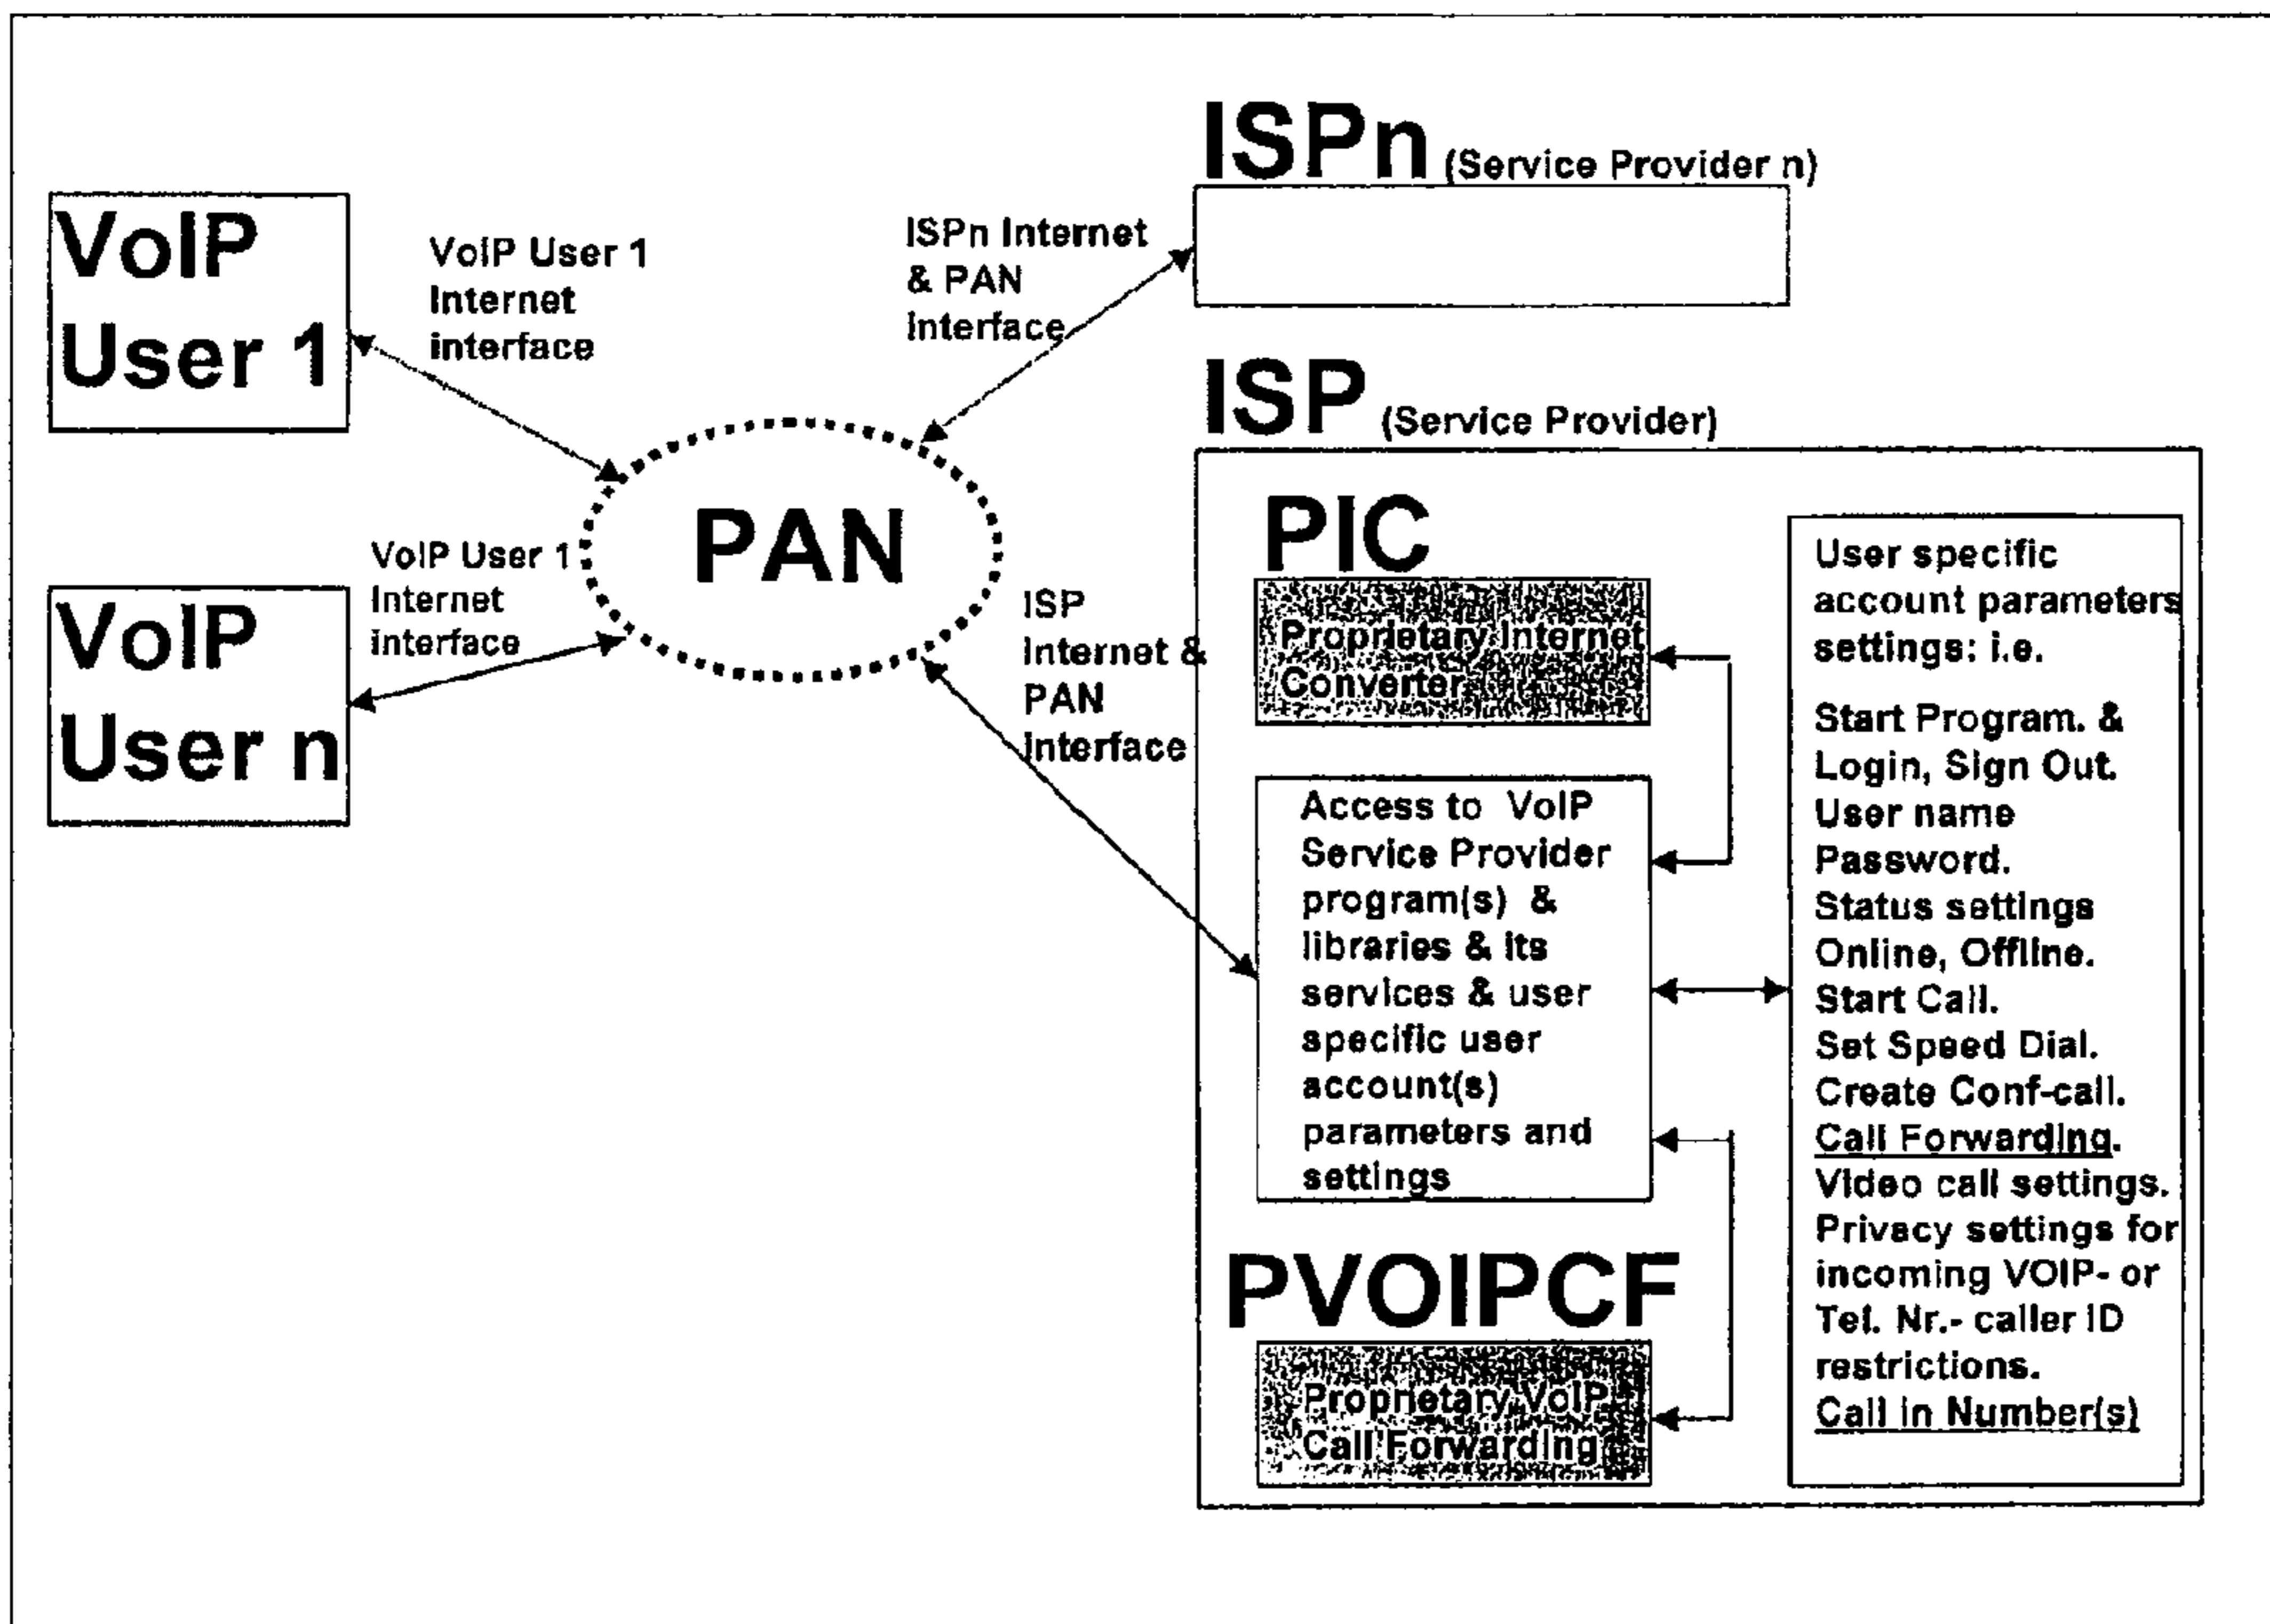 VoIP
User 1
VoIP User 1
Internet
interface
ISPn Internet
& PAN
Interface
ISPn (Service Provider n)
VoIP
User n
VoIP User 1
Internet
interface
PAN
ISP
Internet &
PAN
Interface
ISP (Service Provider)
PIC
Proprietary Internet
Converter
Access to VoIP
Service Provider
program(s) &
libraries & its
services & user
specific user
account(s)
parameters and
settings
PVOIPCF
Proprietary VoIP
Call Forwarding
User specific
account parameters
settings: i.e.
Start Program. &
Login, Sign Out.
User name
Password.
Status settings
Online, Offline.
Start Call.
Set Speed Dial.
Create Conf-call.
Call Forwarding.
Video call settings.
Privacy settings for
incoming VOIP- or
Tel. Nr.- caller ID
restrictions.
Call in Number(s)